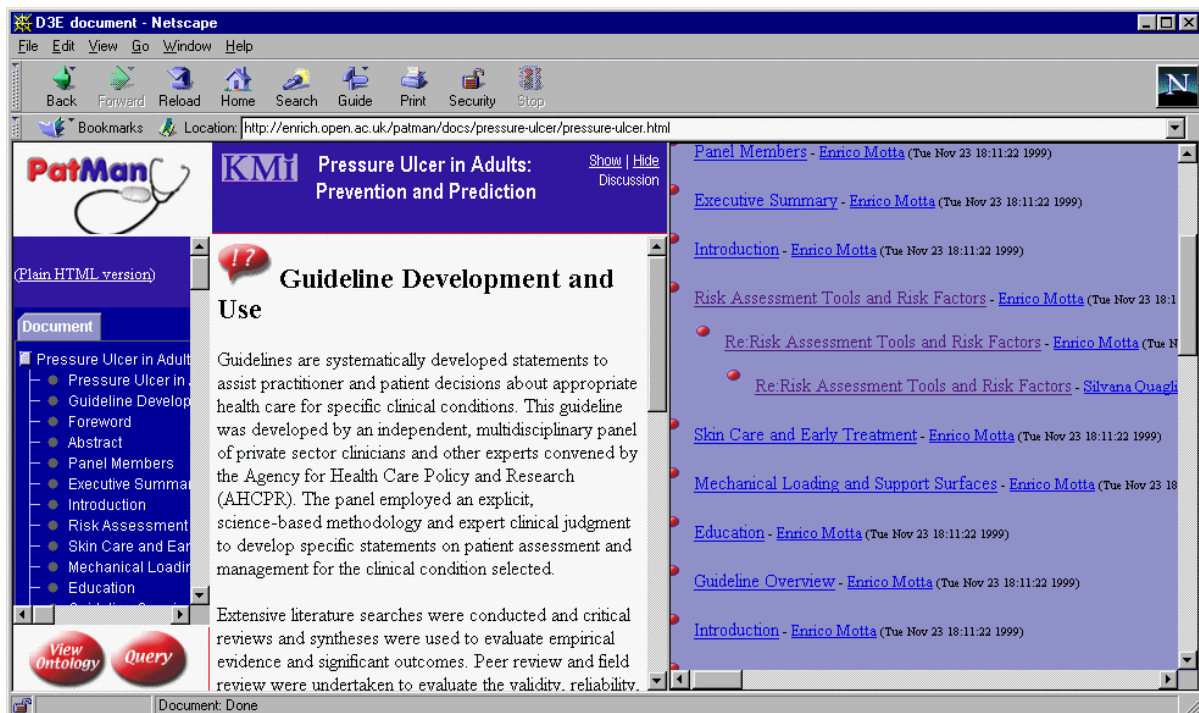 D3E document - Netscape
File Edit View Go Window Help
Back Forward Reload Home Search Guide Print Security Stop
N
Bookmarks Location: http://enrich.open.ac.uk/patman/docs/pressure-ulcer/pressure-ulcer.html
PatMan
(Plain HTML version)
Document
Pressure Ulcer in Adult
Pressure Ulcer in
Guideline Develop
Foreword
Abstract
Panel Members
Executive Summa
Introduction
Risk Assessment
Skin Care and Ear
Mechanical Loadin
Education
View
Ontology
Query
KMi
Pressure Ulcer in Adults:
Prevention and Prediction
Show | Hide
Discussion
!?
Guideline Development and
Use
Guidelines are systematically developed statements to
assist practitioner and patient decisions about appropriate
health care for specific clinical conditions. This guideline
was developed by an independent, multidisciplinary panel
of private sector clinicians and other experts convened by
the Agency for Health Care Policy and Research
(AHCPR). The panel employed an explicit,
science-based methodology and expert clinical judgment
to develop specific statements on patient assessment and
management for the clinical condition selected.
Extensive literature searches were conducted and critical
reviews and syntheses were used to evaluate empirical
evidence and significant outcomes. Peer review and field
review were undertaken to evaluate the validity, reliability,
Panel Members - Enrico Motta (Tue Nov 23 18:11:22 1999)
Executive Summary - Enrico Motta (Tue Nov 23 18:11:22 1999)
Introduction - Enrico Motta (Tue Nov 23 18:11:22 1999)
Risk Assessment Tools and Risk Factors - Enrico Motta (Tue Nov 23 18:1
Re:Risk Assessment Tools and Risk Factors - Enrico Motta (Tue N
Re:Risk Assessment Tools and Risk Factors - Silvana Quagli
Skin Care and Early Treatment - Enrico Motta (Tue Nov 23 18:11:22 1999)
Mechanical Loading and Support Surfaces - Enrico Motta (Tue Nov 23 18
Education - Enrico Motta (Tue Nov 23 18:11:22 1999)
Guideline Overview - Enrico Motta (Tue Nov 23 18:11:22 1999)
Introduction - Enrico Motta (Tue Nov 23 18:11:22 1999)
Document: Done